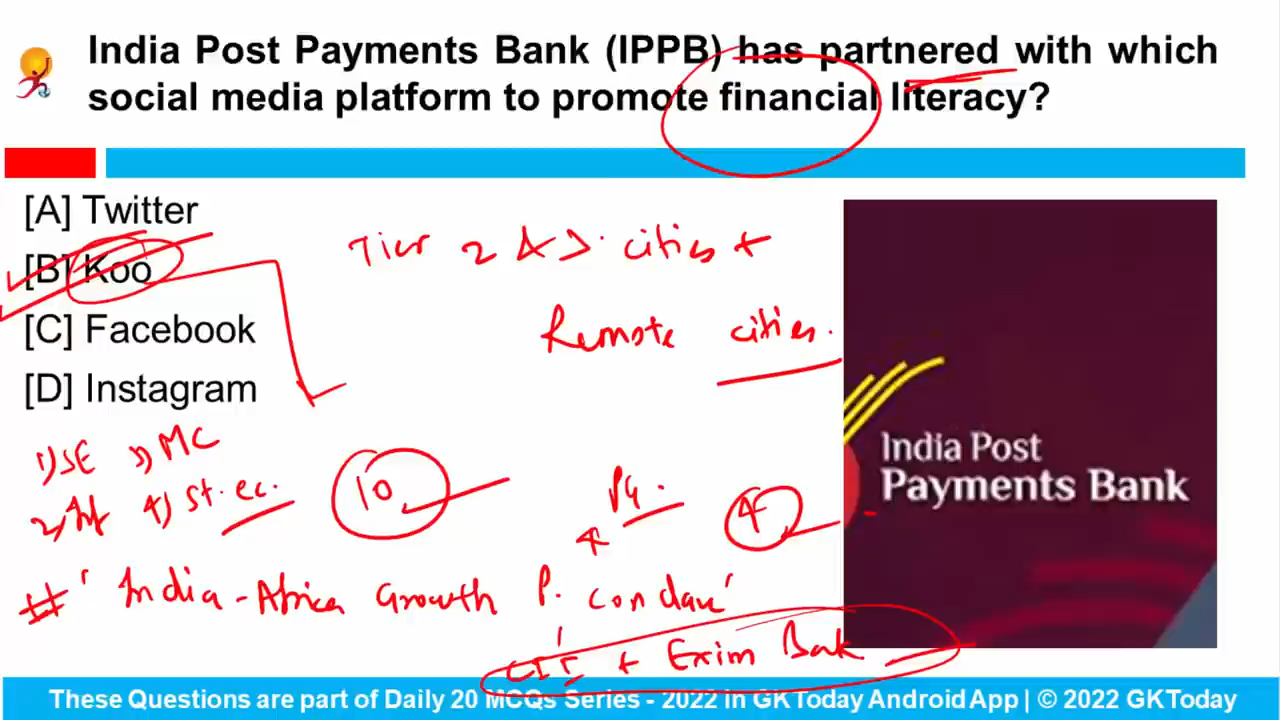 India Post Payments Bank (IPPB) has partnered with which
social media platform to promote financial literacy?
[A] Twitter
[B] Koo
[C] Facebook
[D] Instagram
Tier 2 & 3 cities +
Remote cities.
1) SE 3) MC
2) Inf 4) St. ec.
10
4
# 'India-Africa Growth P. Conclave'
CII + Exim Bank
India Post
Payments Bank
These Questions are part of Daily 20 MCQs Series - 2022 in GKToday Android App | © 2022 GKToday